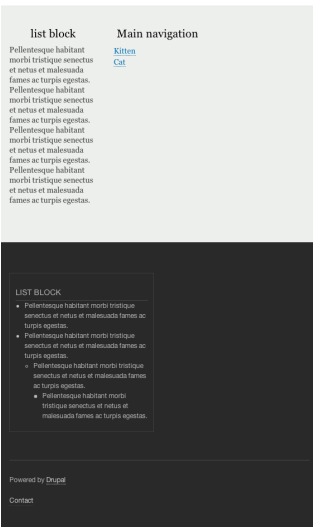 list block
Pellentesque habitant
morbi tristique senectus
et netus et malesuada
fames ac turpis egestas.
Pellentesque habitant
morbi tristique senectus
et netus et malesuada
fames ac turpis egestas.
Pellentesque habitant
morbi tristique senectus
et netus et malesuada
fames ac turpis egestas.
Pellentesque habitant
morbi tristique senectus
et netus et malesuada
fames ac turpis egestas.
Main navigation
Kitten
Cat
LIST BLOCK
Pellentesque habitant morbi tristique
senectus et netus et malesuada fames ac
turpis egestas.
Pellentesque habitant morbi tristique
senectus et netus et malesuada fames ac
turpis egestas.
Pellentesque habitant morbi tristique
senectus et netus et malesuada fames
ac turpis egestas.
Pellentesque habitant morbi
tristique senectus et netus et
malesuada fames ac turpis egestas.
Powered by Drupal
Contact